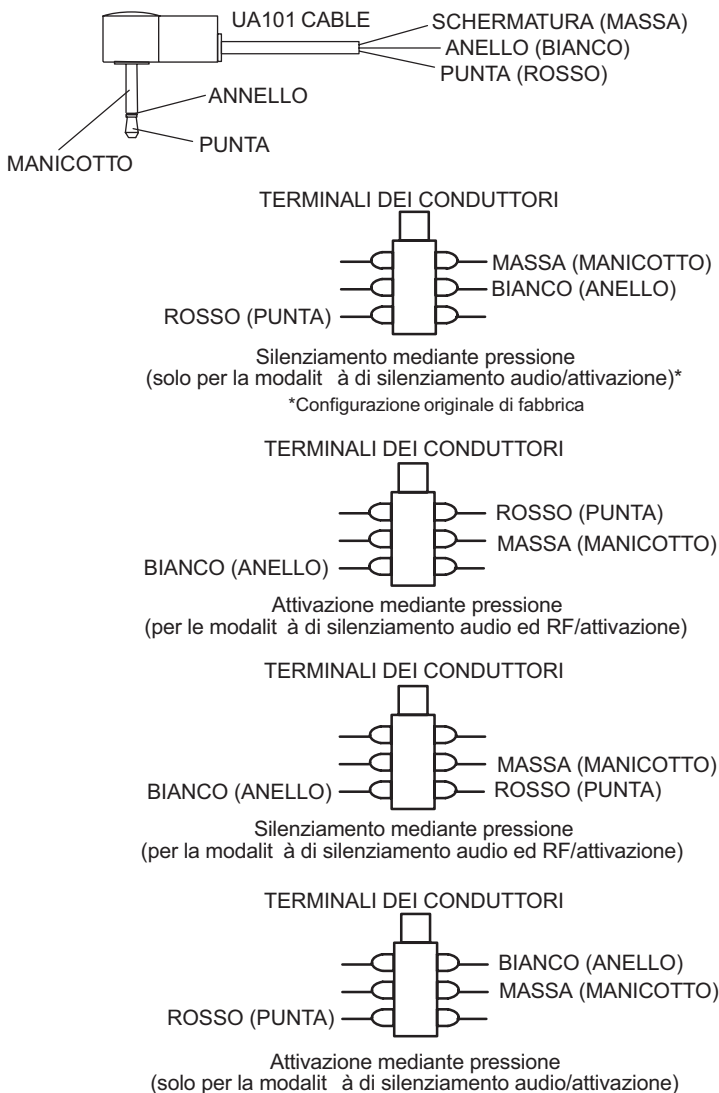 UA101 CABLE
SCHERMATURA (MASSA)
ANELLO (BIANCO)
PUNTA (ROSSO)
ANNELLO
PUNTA
MANICOTTO
TERMINALI DEI CONDUTTORI
MASSA (MANICOTTO)
BIANCO (ANELLO)
ROSSO (PUNTA)
Silenziamento mediante pressione
(solo per la modalit à di silenziamento audio/attivazione)*
*Configurazione originale di fabbrica
TERMINALI DEI CONDUTTORI
ROSSO (PUNTA)
MASSA (MANICOTTO)
BIANCO (ANELLO)
Attivazione mediante pressione
(per le modalit à di silenziamento audio ed RF/attivazione)
TERMINALI DEI CONDUTTORI
MASSA (MANICOTTO)
BIANCO (ANELLO)
ROSSO (PUNTA)
Silenziamento mediante pressione
(per la modalit à di silenziamento audio ed RF/attivazione)
TERMINALI DEI CONDUTTORI
BIANCO (ANELLO)
MASSA (MANICOTTO)
ROSSO (PUNTA)
Attivazione mediante pressione
(solo per la modalit à di silenziamento audio/attivazione)